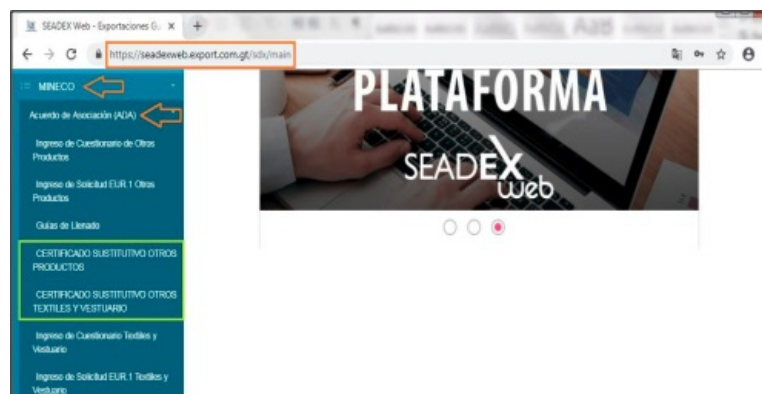 SEADEX Web - Exportaciones G
https://seadexweb.export.com.gt/sdx/main
MINECO
Acuerdo de Asociación (ADA)
Ingreso de Cuestionario de Otros
Productos
Ingreso de Solicitud EUR.1 Otros
Productos
Guías de Llenado
CERTIFICADO SUSTITUTIVO OTROS
PRODUCTOS
CERTIFICADO SUSTITUTIVO OTROS
TEXTILES Y VESTUARIO
Ingreso de Cuestionario Textiles y
Vestuario
Ingreso de Solicitud EUR.1 Textiles y
Vestuario
PLATAFORMA
SEADEX
web